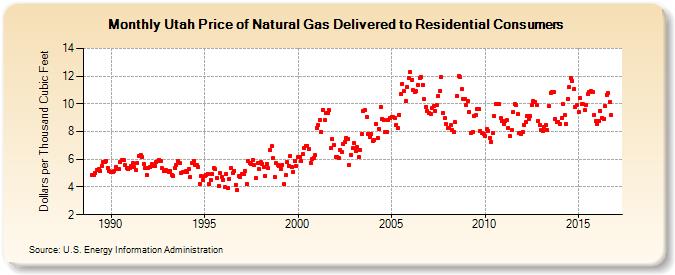 Monthly Utah Price of Natural Gas Delivered to Residential Consumers
Dollars per Thousand Cubic Feet
14
12
10
8
6
4
2
1990 1995 2000 2005 2010 2015
Source: U.S. Energy Information Administration